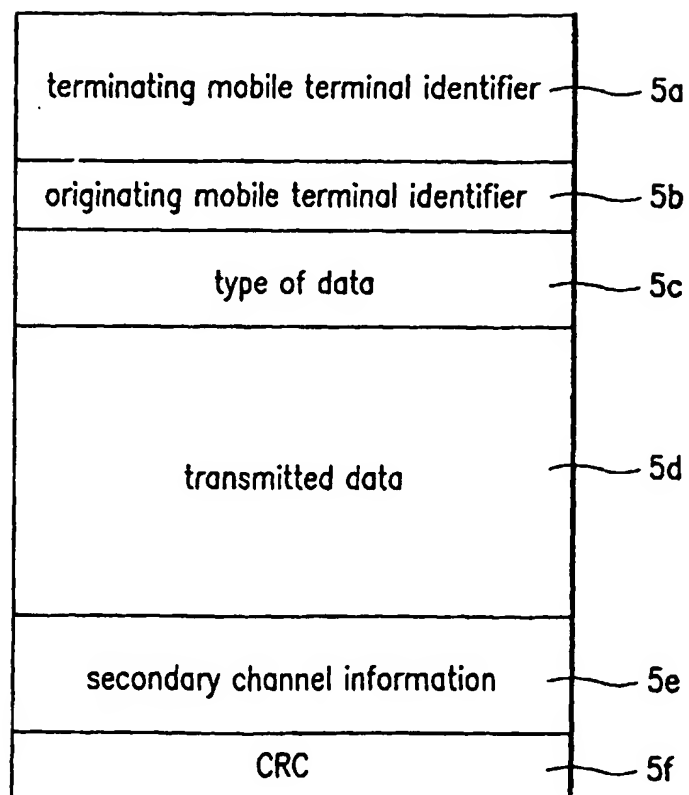 terminating mobile terminal identifier 5a
originating mobile terminal identifier 5b
type of data 5c
transmitted data 5d
secondary channel information 5e
CRC 5f